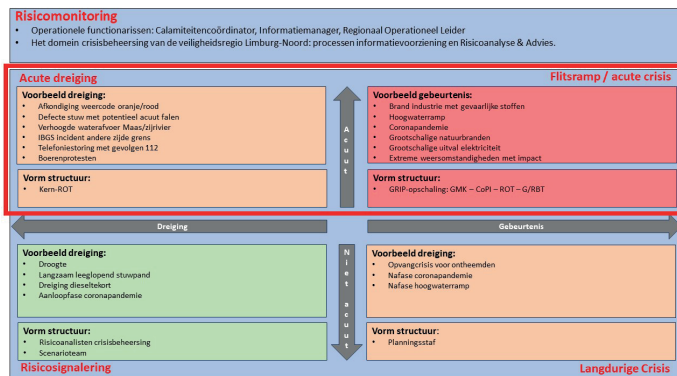 Risicomonitoring
• Operationele functionarissen: Calamiteitencoördinator, Informatiemanager, Regionaal Operationeel Leider
• Het domein crisisbeheersing van de veiligheidsregio Limburg-Noord: processen informatievoorziening en Risicoanalyse & Advies.
Acute dreiging
Voorbeeld dreiging:
• Afkondiging weercode oranje/rood
• Defecte stuw met potentieel acuut falen
• Verhoogde waterafvoer Maas/zijrivier
• IBGS incident andere zijde grens
• Telefoniestoring met gevolgen 112
• Boerenprotesten
Vorm structuur:
• Kern-ROT
Acuut
Flitsramp / acute crisis
Voorbeeld gebeurtenis:
• Brand industrie met gevaarlijke stoffen
• Hoogwaterramp
• Coronapandemie
• Grootschalige natuurbranden
• Grootschalige uitval elektriciteit
• Extreme weersomstandigheden met impact
Vorm structuur:
• GRIP-opschaling: GMK – CoPI – ROT – G/RBT
Dreiging
Gebeurtenis
Voorbeeld dreiging:
• Droogte
• Langzaam leeglopend stuwpand
• Dreiging dieseltekort
• Aanloopfase coronapandemie
Vorm structuur:
• Risicoanalisten crisisbeheersing
• Scenarioteam
Risicosignalering
Niet acuut
Voorbeeld dreiging:
• Opvangcrisis voor ontheemden
• Nafase coronapandemie
• Nafase hoogwaterramp
Vorm structuur:
• Planningsstaf
Langdurige Crisis